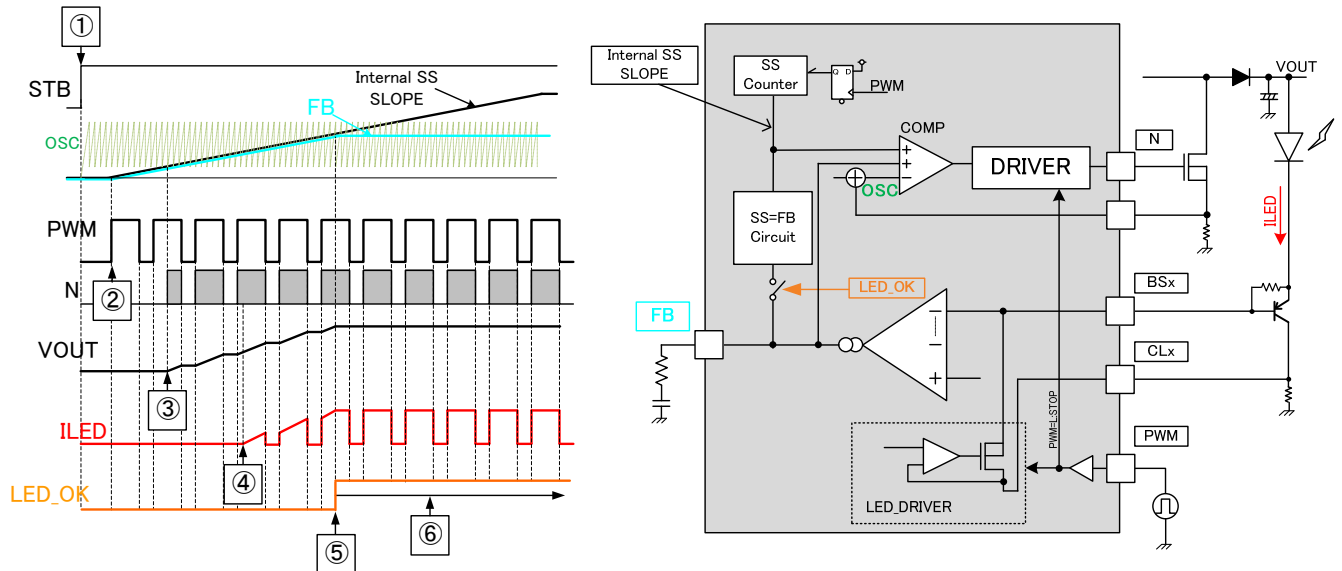 ①
STB
Internal SS
SLOPE
FB
OSC
PWM
②
N
VOUT
③
ILED
④
LED_OK
⑤
⑥
Internal SS
SLOPE
SS
Counter
Q D
PWM
COMP
+
+
−
OSC
DRIVER
N
VOUT
ILED
SS=FB
Circuit
LED_OK
FB
−
−
+
BSx
CLx
PWM=L:STOP
PWM
LED_DRIVER